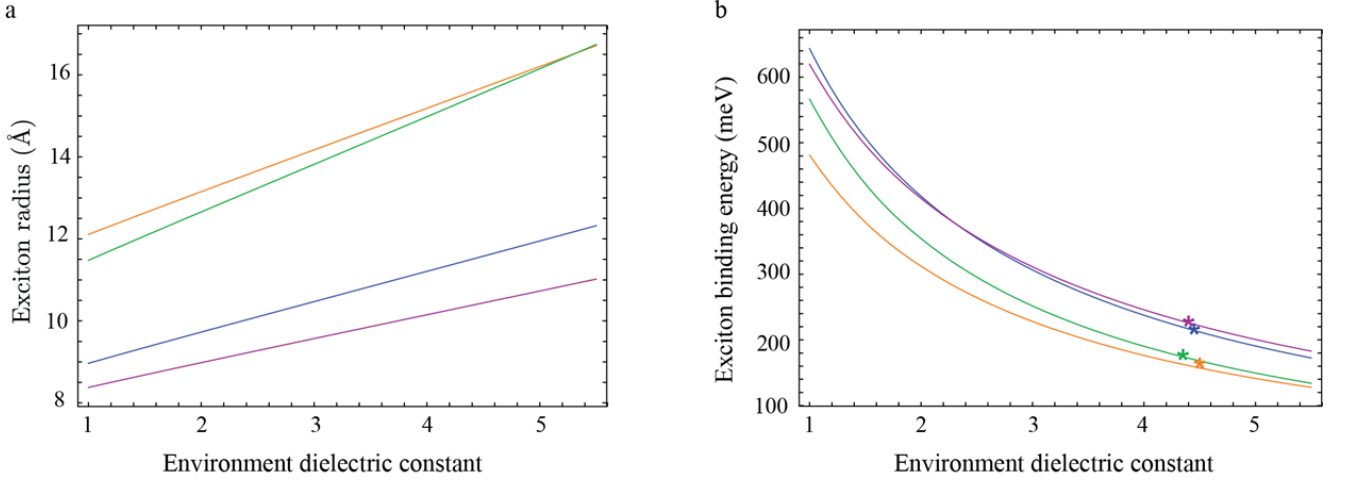 a
Exciton radius (Å)
16
14
12
10
8
1 2 3 4 5
Environment dielectric constant
b
Exciton binding energy (meV)
600
500
400
300
200
100
1 2 3 4 5
Environment dielectric constant